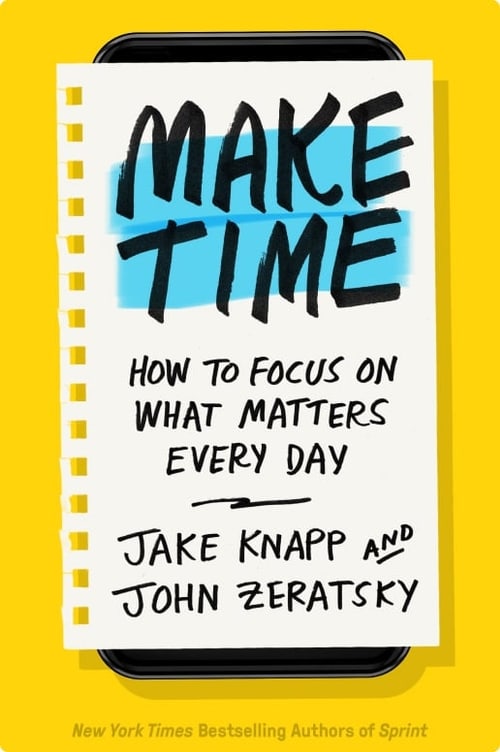 MAKE
TIME
HOW TO FOCUS ON
WHAT MATTERS
EVERY DAY
JAKE KNAPP AND
JOHN ZERATSKY
New York Times Bestselling Authors of Sprint